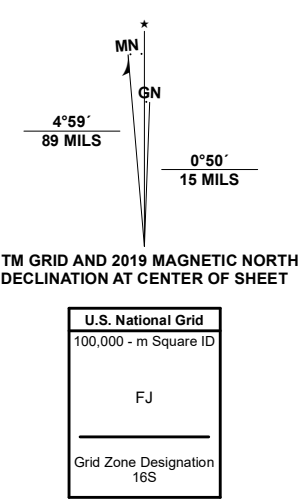 ★
MN
GN
4°59´
89 MILS
0°50´
15 MILS
TM GRID AND 2019 MAGNETIC NORTH
DECLINATION AT CENTER OF SHEET
U.S. National Grid
100,000 - m Square ID
FJ
Grid Zone Designation
16S